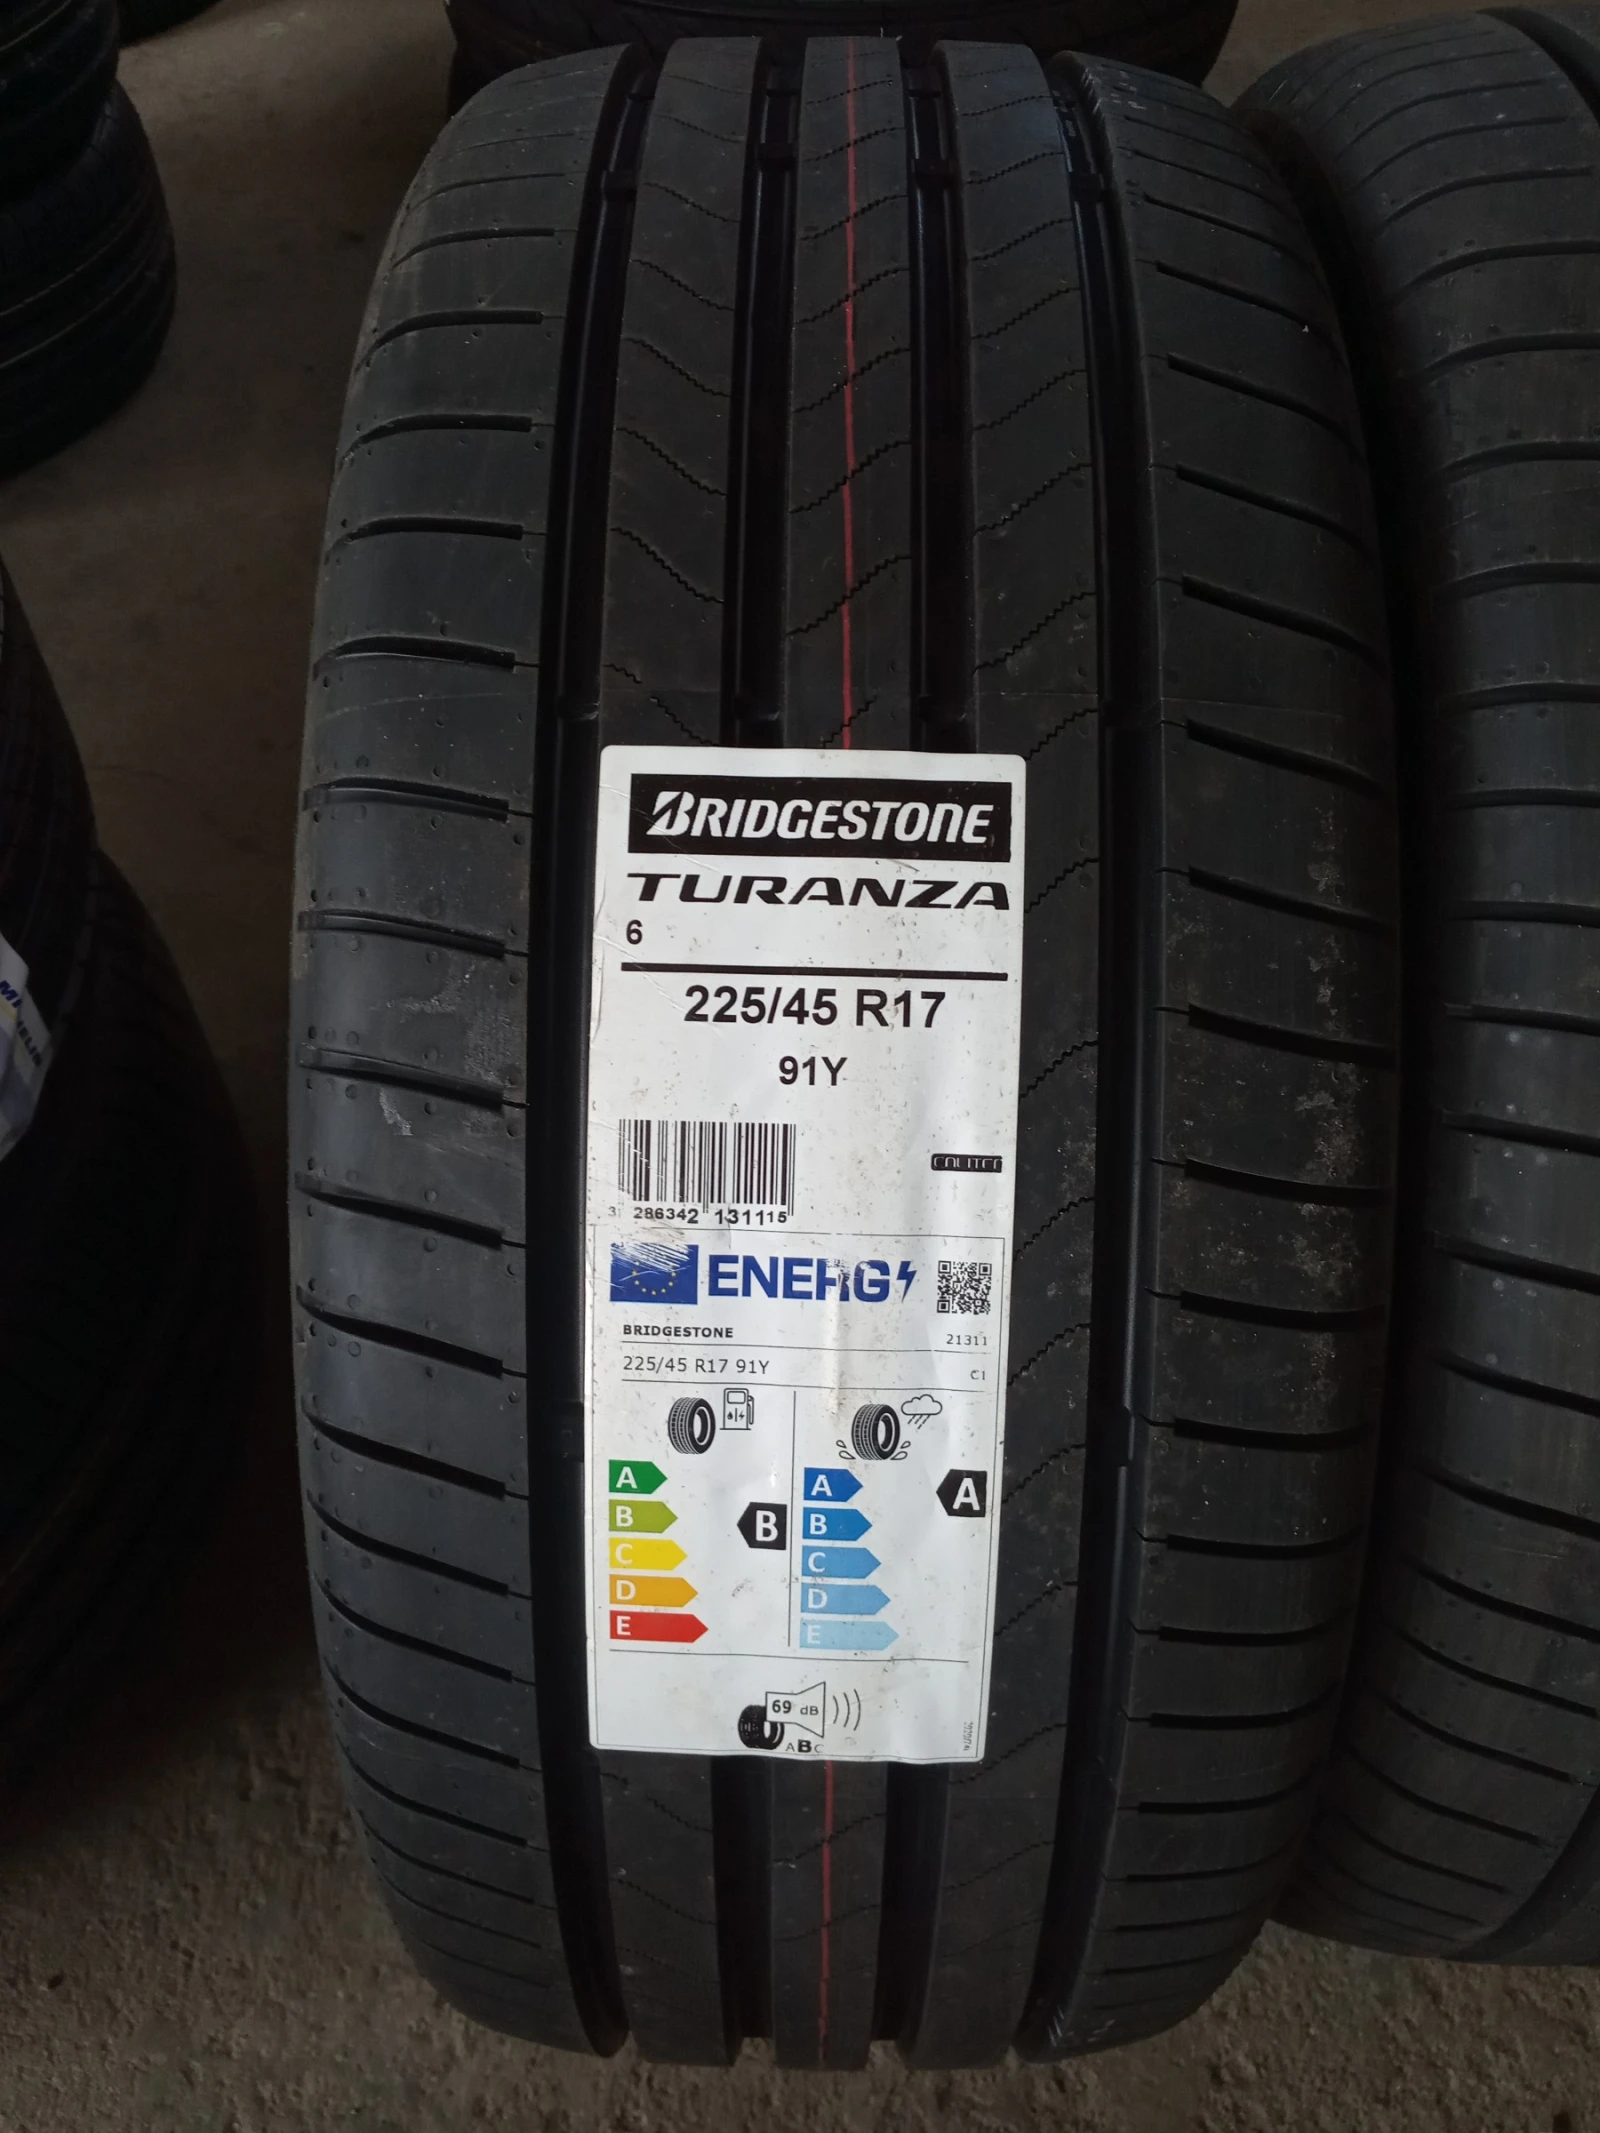 BRIDGESTONE
TURANZA
6
225/45 R17
91Y
ENLITEN
3 286342 131115
ENERG
BRIDGESTONE 21311
225/45 R17 91Y C1
A A A
B B B
C C
D D
E E
69 dB
ABC